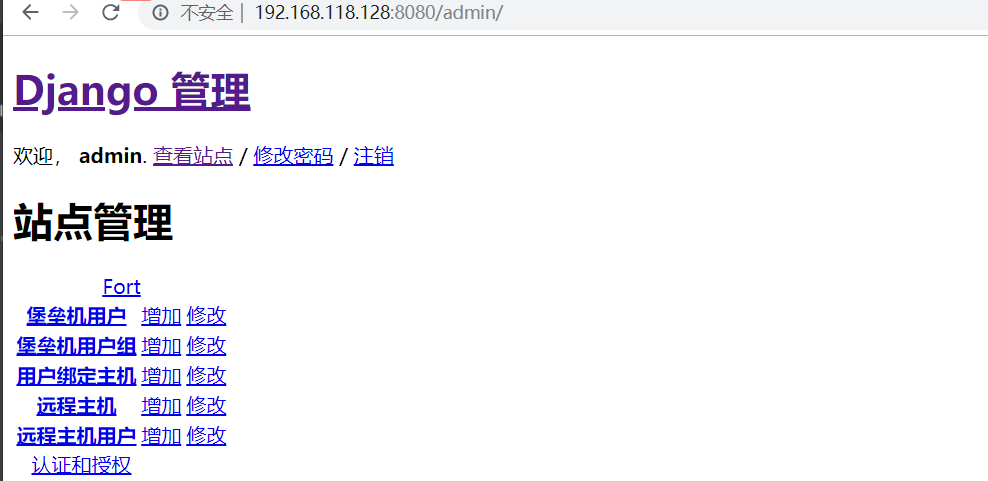 不安全 | 192.168.118.128:8080/admin/
Django 管理
欢迎， admin. 查看站点 / 修改密码 / 注销
站点管理
Fort
堡垒机用户 增加 修改
堡垒机用户组 增加 修改
用户绑定主机 增加 修改
远程主机 增加 修改
远程主机用户 增加 修改
认证和授权